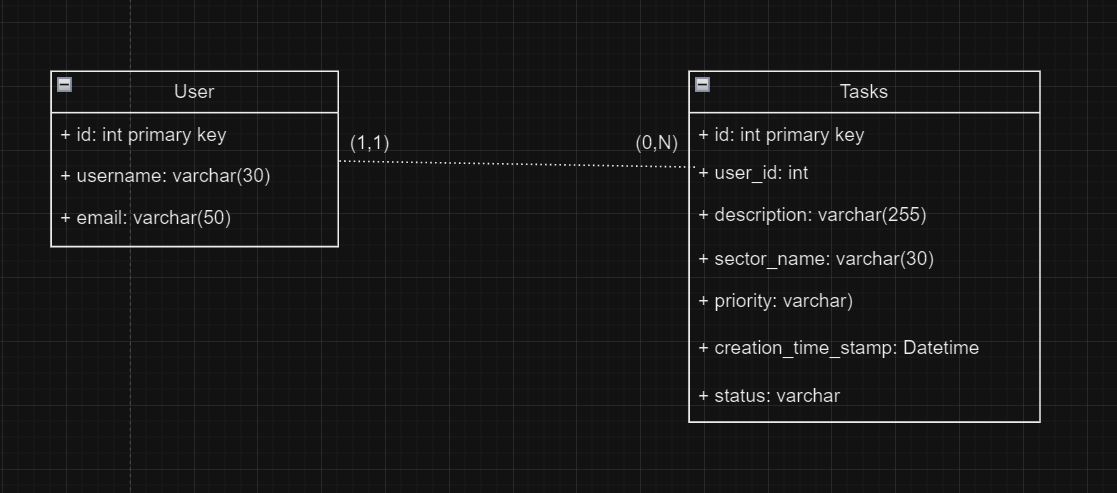 User
+ id: int primary key
+ username: varchar(30)
+ email: varchar(50)
(1,1)
(0,N)
Tasks
+ id: int primary key
+ user_id: int
+ description: varchar(255)
+ sector_name: varchar(30)
+ priority: varchar)
+ creation_time_stamp: Datetime
+ status: varchar